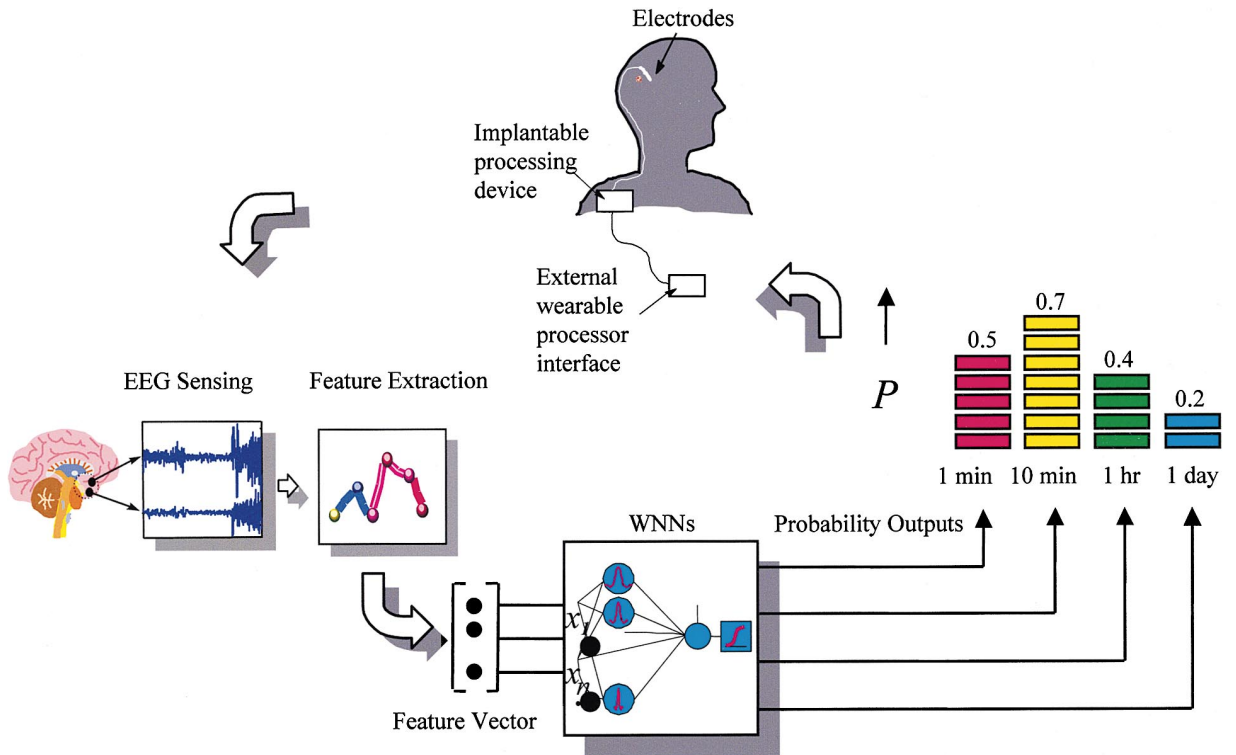 Electrodes
Implantable
processing
device
External
wearable
processor
interface
EEG Sensing
Feature Extraction
P
0.5
0.7
0.4
0.2
1 min
10 min
1 hr
1 day
WNNs
Probability Outputs
x1
xn
Feature Vector